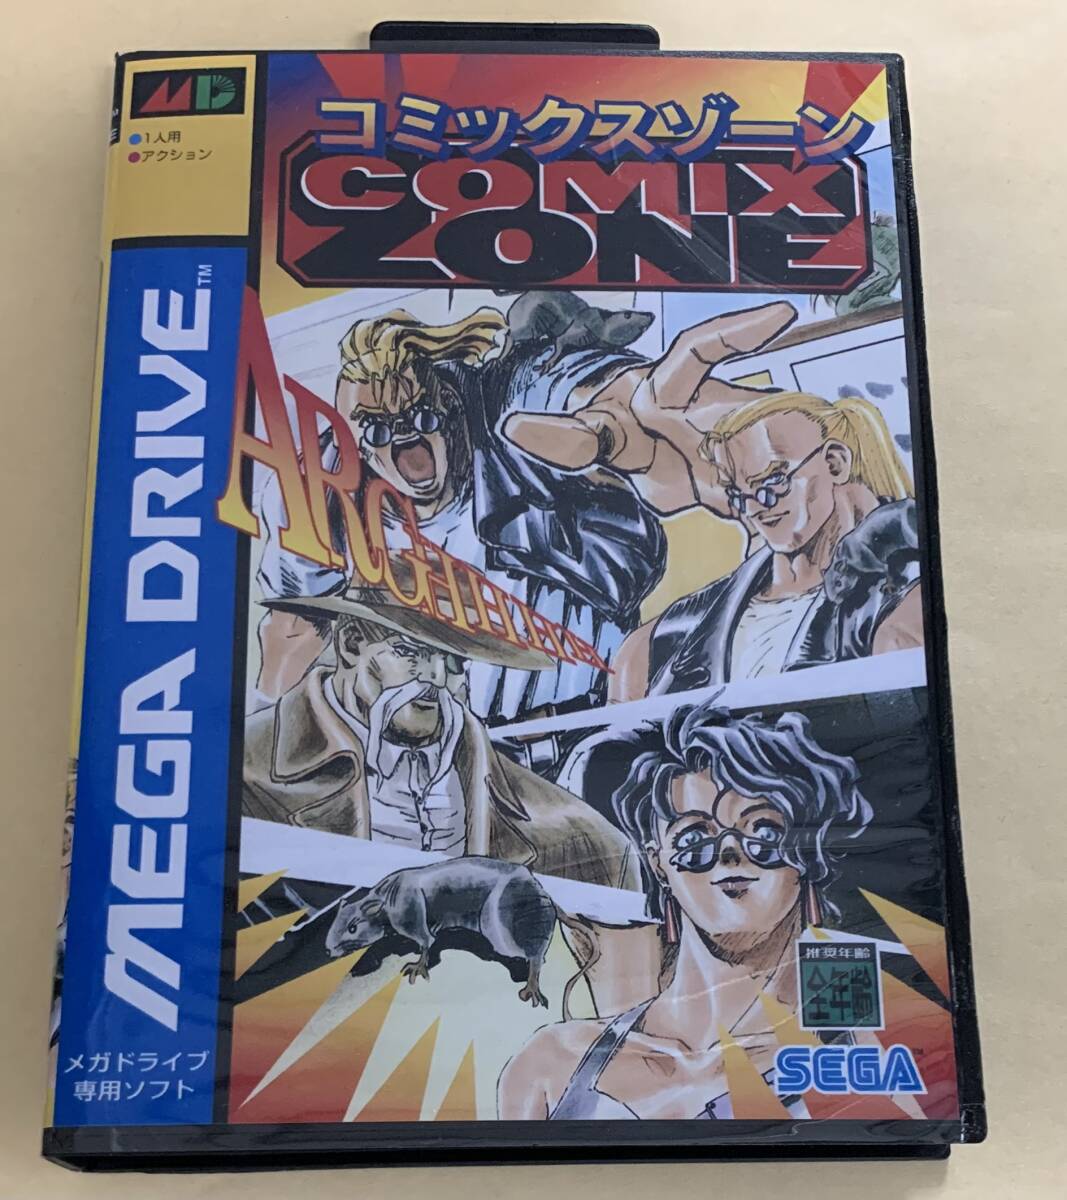 MD
●1人用
●アクション
コミックスゾーン
COMIX
ZONE
MEGA DRIVE™
ARGHHHHH
メガドライブ
専用ソフト
推奨年齢
全年齢
SEGA™